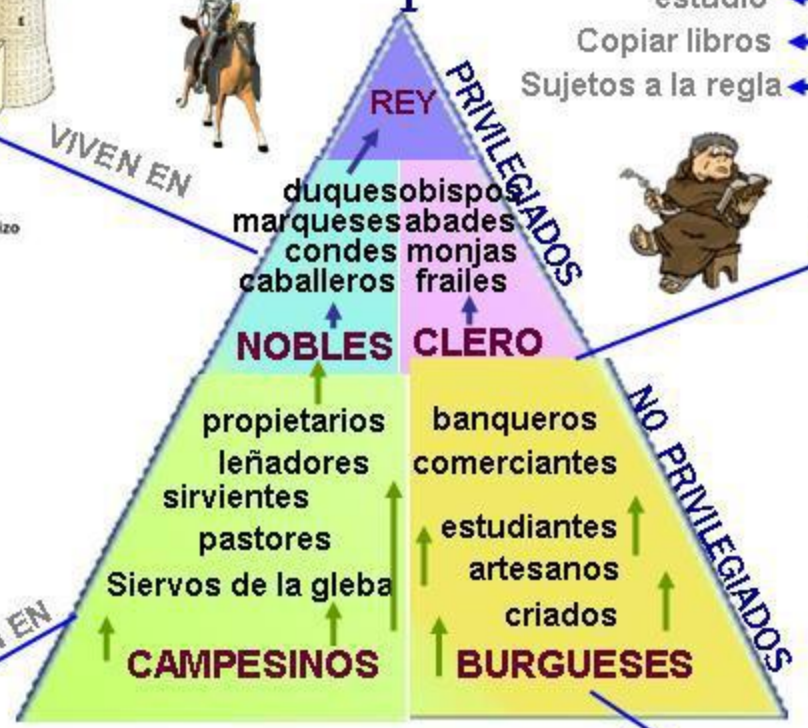 estudio
Copiar libros
Sujetos a la regla
REY
PRIVILEGIADOS
VIVEN EN
duques obispos
marqueses abades
condes monjas
caballeros frailes
NOBLES CLERO
NO PRIVILEGIADOS
propietarios banqueros
leñadores comerciantes
sirvientes
estudiantes
pastores
artesanos
Siervos de la gleba
criados
EN
CAMPESINOS BURGUESES